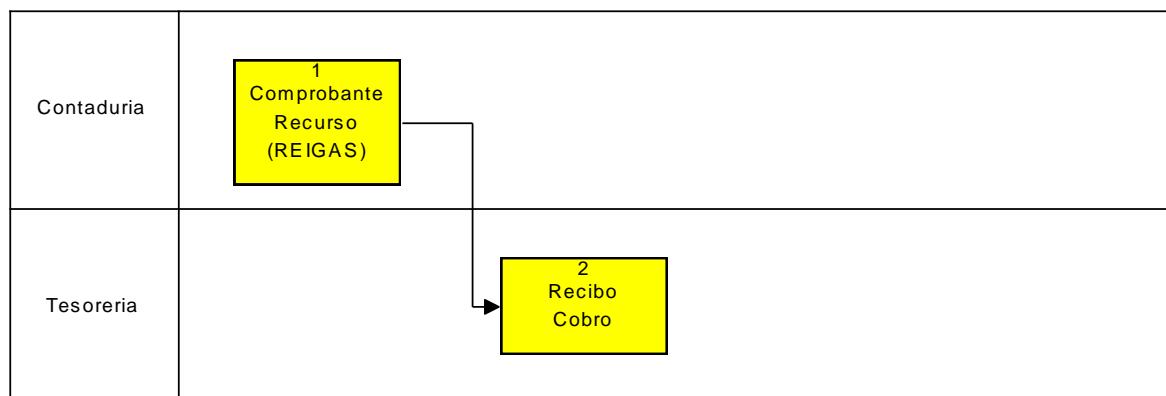 Contaduria
1
Comprobante
Recurso
(REIGAS)
Tesoreria
2
Recibo
Cobro